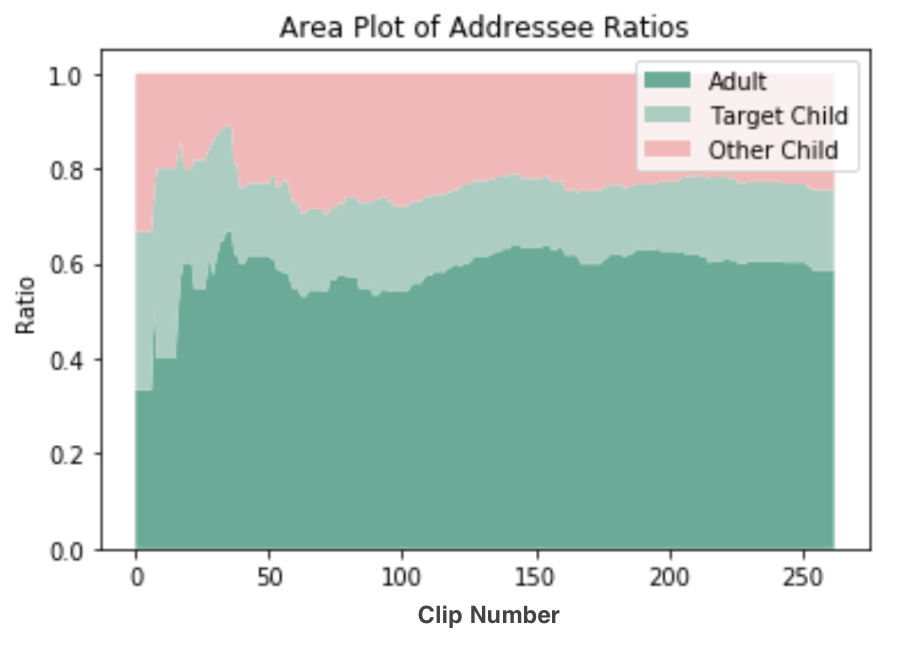 Area Plot of Addressee Ratios
Adult
Target Child
Other Child
1.0
0.8
0.6
0.4
0.2
0.0
Ratio
0 50 100 150 200 250
Clip Number